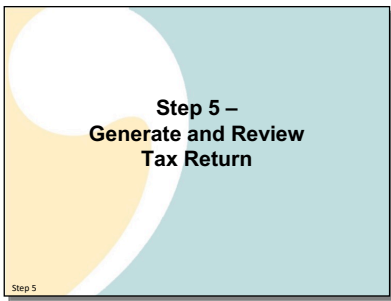 Step 5 –
Generate and Review
Tax Return
Step 5